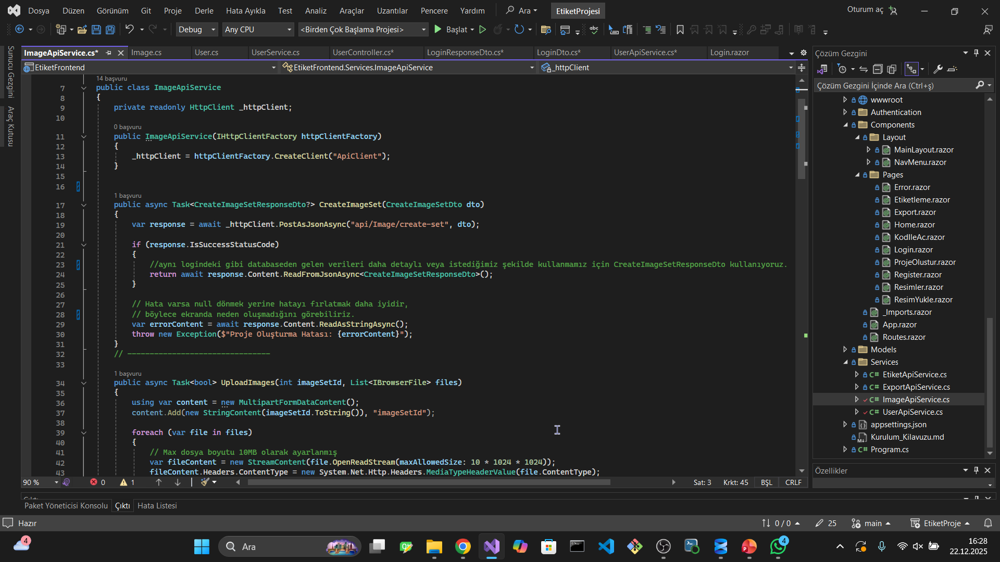 Dosya Düzen Görünüm Git Proje Derle Hata Ayıkla Test Analiz Araçlar Uzantılar Pencere Yardım Ara EtiketProjesi Oturum aç
Debug Any CPU <Birden Çok Başlama Projesi> Başlat
Sunucu Gezgini
Araç Kutusu
ImageApiService.cs* Image.cs User.cs UserService.cs UserController.cs* LoginResponseDto.cs* LoginDto.cs* UserApiService.cs* Login.razor
EtiketFrontend EtiketFrontend.Services.ImageApiService _httpClient
14 başvuru
7 public class ImageApiService
8 {
9 private readonly HttpClient _httpClient;
10
0 başvuru
11 public ImageApiService(IHttpClientFactory httpClientFactory)
12 {
13 _httpClient = httpClientFactory.CreateClient("ApiClient");
14 }
15
16
1 başvuru
17 public async Task<CreateImageSetResponseDto?> CreateImageSet(CreateImageSetDto dto)
18 {
19 var response = await _httpClient.PostAsJsonAsync("api/Image/create-set", dto);
20
21 if (response.IsSuccessStatusCode)
22 {
23 //aynı logindeki gibi databaseden gelen verileri daha detaylı veya istediğimiz şekilde kullanmamız için CreateImageSetResponseDto kullanıyoruz.
24 return await response.Content.ReadFromJsonAsync<CreateImageSetResponseDto>();
25 }
26
27 // Hata varsa null dönmek yerine hatayı fırlatmak daha iyidir,
28 // böylece ekranda neden oluşmadığını görebiliriz.
29 var errorContent = await response.Content.ReadAsStringAsync();
30 throw new Exception($"Proje Oluşturma Hatası: {errorContent}");
31 }
32 // --------------------------------
33
1 başvuru
34 public async Task<bool> UploadImages(int imageSetId, List<IBrowserFile> files)
35 {
36 using var content = new MultipartFormDataContent();
37 content.Add(new StringContent(imageSetId.ToString()), "imageSetId");
38
39 foreach (var file in files)
40 {
41 // Max dosya boyutu 10MB olarak ayarlanmış
42 var fileContent = new StreamContent(file.OpenReadStream(maxAllowedSize: 10 * 1024 * 1024));
43 fileContent.Headers.ContentType = new System.Net.Http.Headers.MediaTypeHeaderValue(file.ContentType);
90 % 0 1 Sat: 3 Krkt: 45 BŞL CRLF
Paket Yöneticisi Konsolu Çıktı Hata Listesi
Çözüm Gezgini
Çözüm Gezgini İçinde Ara (Ctrl+ş)
wwwroot
Authentication
Components
Layout
MainLayout.razor
NavMenu.razor
Pages
Error.razor
Etiketleme.razor
Export.razor
Home.razor
KodIleAc.razor
Login.razor
ProjeOlustur.razor
Register.razor
Resimler.razor
ResimYukle.razor
_Imports.razor
App.razor
Routes.razor
Models
Services
C# EtiketApiService.cs
C# ExportApiService.cs
C# ImageApiService.cs
C# UserApiService.cs
appsettings.json
Kurulum_Kilavuzu.md
C# Program.cs
Özellikler
Hazır 0 / 0 25 main EtiketProje
4 Ara 4 16:28
22.12.2025